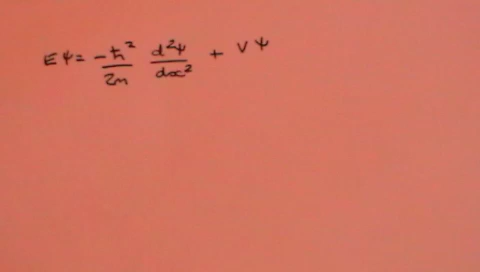 Eψ = -ħ²/2m d²ψ/dx² + Vψ